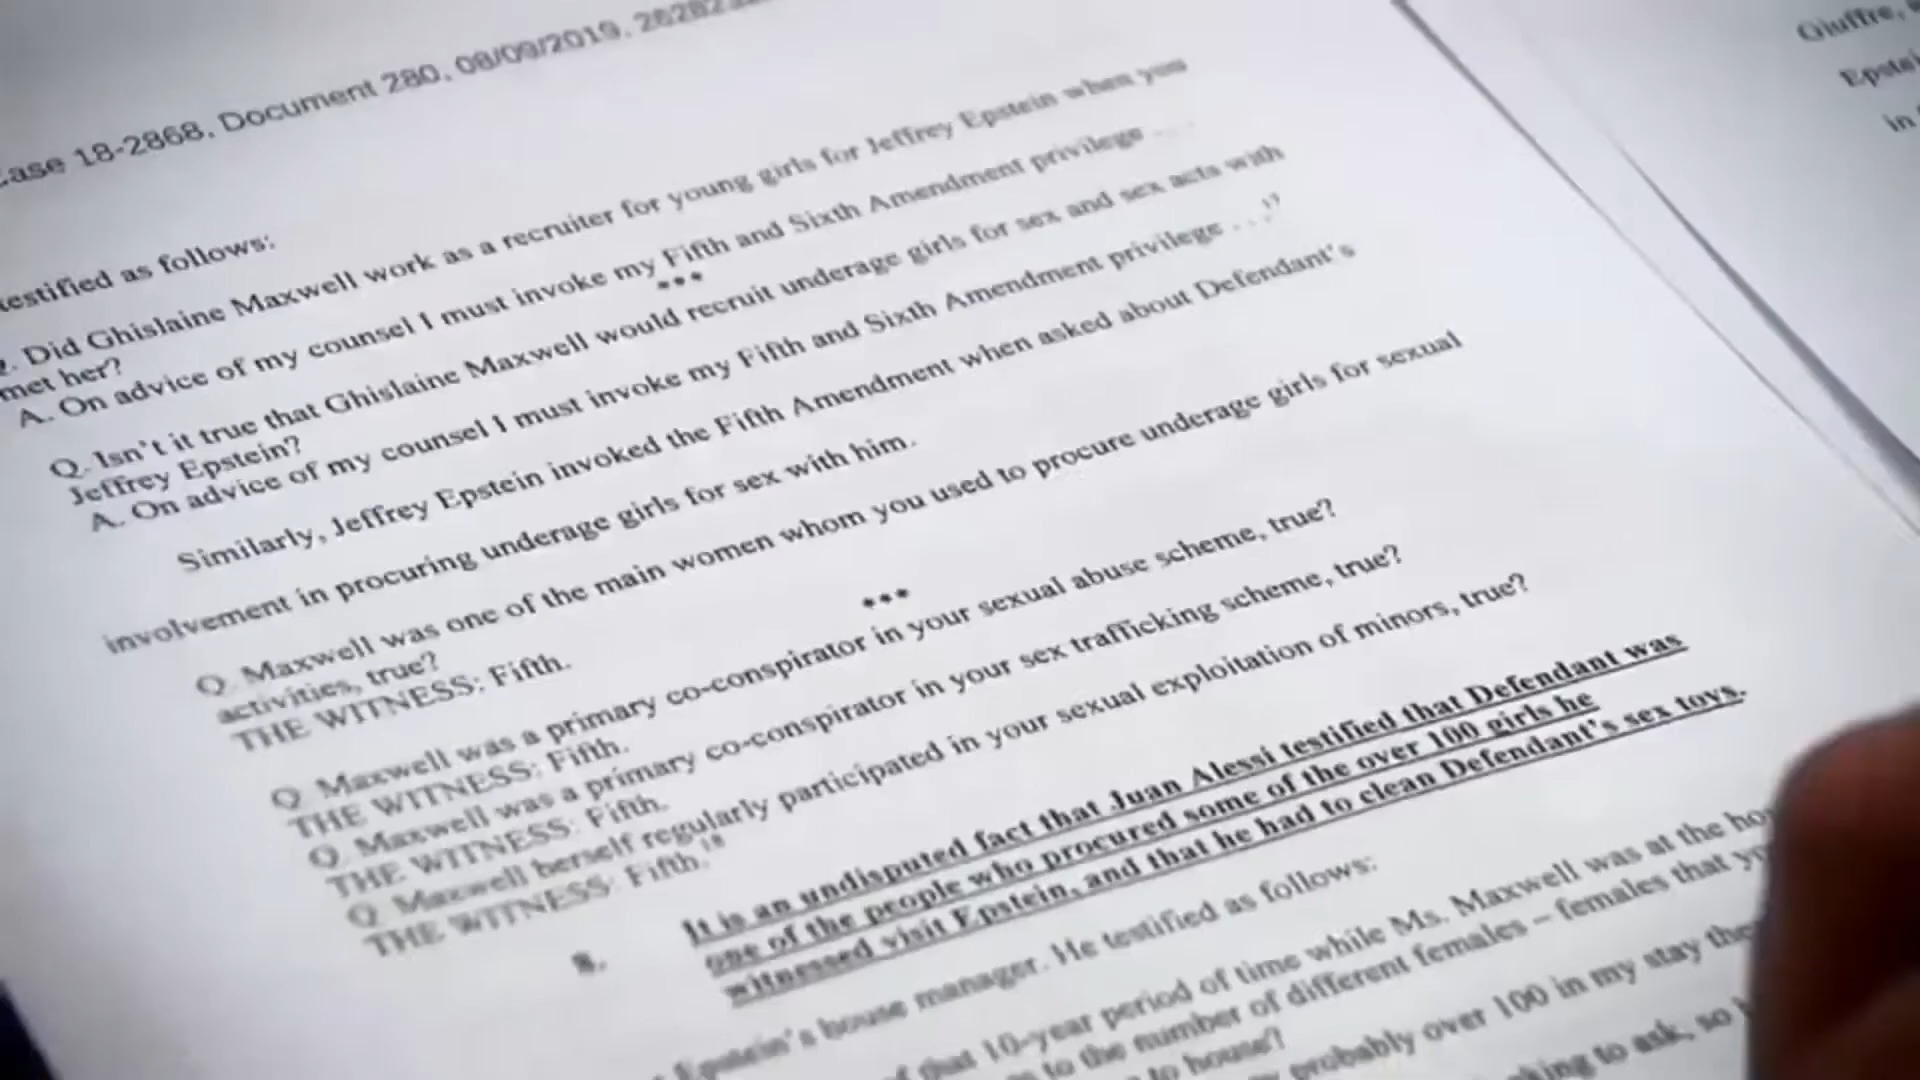 Case 18-2868, Document 280, 08/09/2019,
testified as follows:
Q. Did Ghislaine Maxwell work as a recruiter for young girls for Jeffrey Epstein when you
met her?
A. On advice of my counsel I must invoke my Fifth and Sixth Amendment privilege . . .
***
Q. Isn't it true that Ghislaine Maxwell would recruit underage girls for sex and sex acts with
Jeffrey Epstein?
A. On advice of my counsel I must invoke my Fifth and Sixth Amendment privilege . . .17
Similarly, Jeffrey Epstein invoked the Fifth Amendment when asked about Defendant's
involvement in procuring underage girls for sex with him.
Q. Maxwell was one of the main women whom you used to procure underage girls for sexual
activities, true?
THE WITNESS: Fifth.
***
Q. Maxwell was a primary co-conspirator in your sexual abuse scheme, true?
THE WITNESS: Fifth.
Q. Maxwell was a primary co-conspirator in your sex trafficking scheme, true?
THE WITNESS: Fifth.
Q. Maxwell herself regularly participated in your sexual exploitation of minors, true?
THE WITNESS: Fifth.18
8. It is an undisputed fact that Juan Alessi testified that Defendant was
one of the people who procured some of the over 100 girls he
witnessed visit Epstein, and that he had to clean Defendant's sex toys.
Epstein's house manager. He testified as follows:
of that 10-year period of time while Ms. Maxwell was at the
to the number of different females – females that
to house?
probably over 100 in my stay
to ask, so
Giuffre,
in